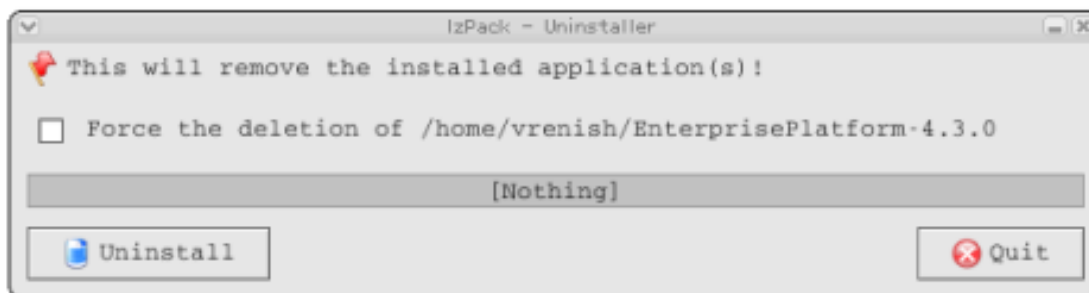 IzPack - Uninstaller
This will remove the installed application(s)!
Force the deletion of /home/vrenish/EnterprisePlatform-4.3.0
[Nothing]
Uninstall
Quit